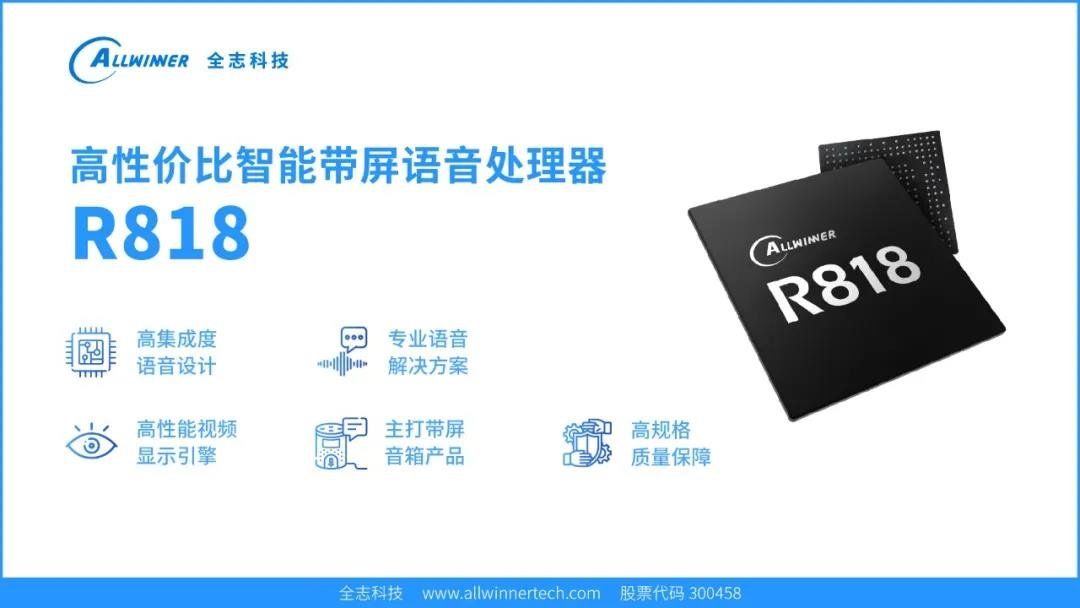 ALLWINNER 全志科技
高性价比智能带屏语音处理器
R818
ALLWINNER
R818
高集成度
语音设计
专业语音
解决方案
高性能视频
显示引擎
主打带屏
音箱产品
高规格
质量保障
全志科技 www.allwinnertech.com 股票代码 300458